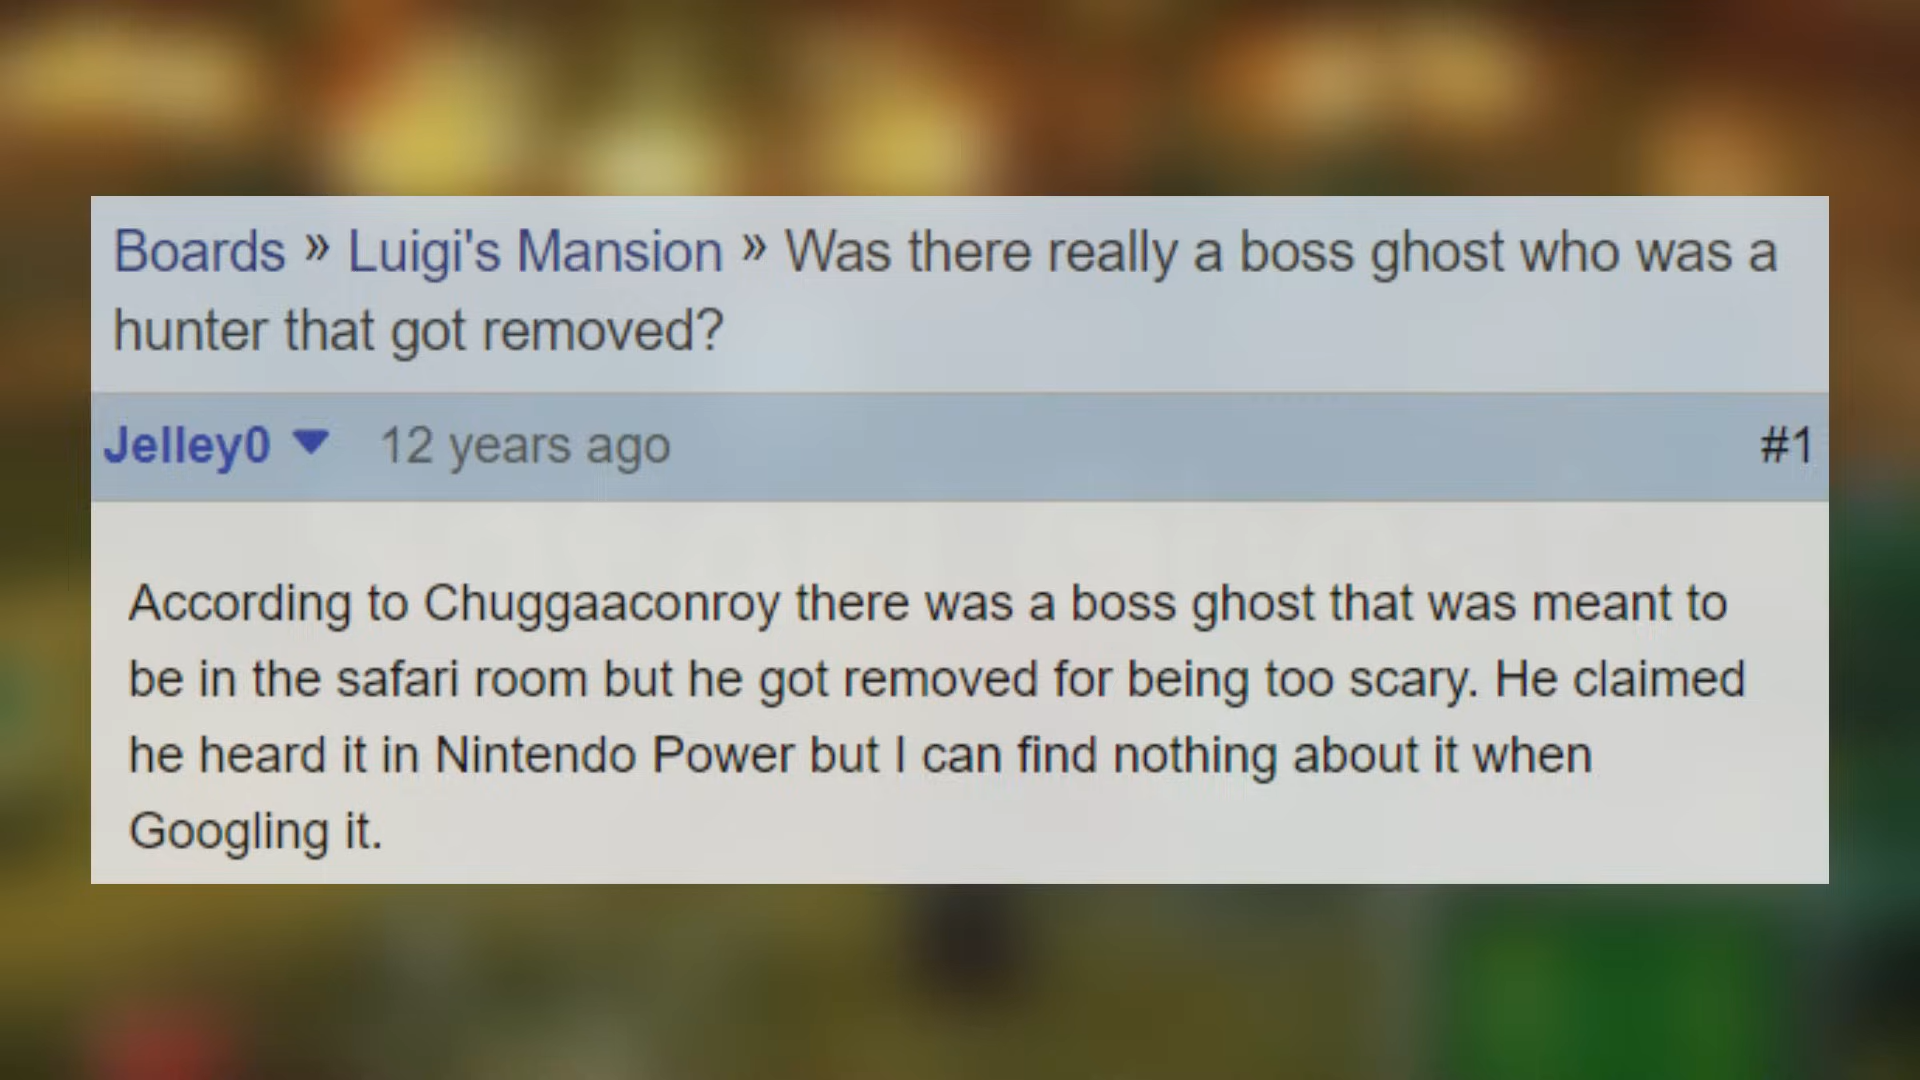 Boards » Luigi's Mansion » Was there really a boss ghost who was a
hunter that got removed?
Jelley0 12 years ago #1
According to Chuggaaconroy there was a boss ghost that was meant to
be in the safari room but he got removed for being too scary. He claimed
he heard it in Nintendo Power but I can find nothing about it when
Googling it.